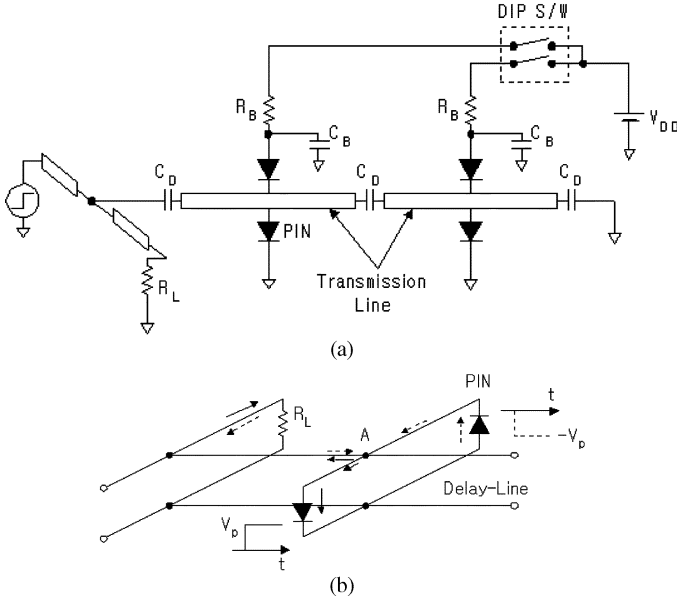 DIP S/W
R_B
C_B
R_B
C_B
V_DD
C_D
C_D
C_D
PIN
Transmission
Line
R_L
(a)
PIN
t
R_L
A
-V_p
Delay-Line
V_p
t
(b)